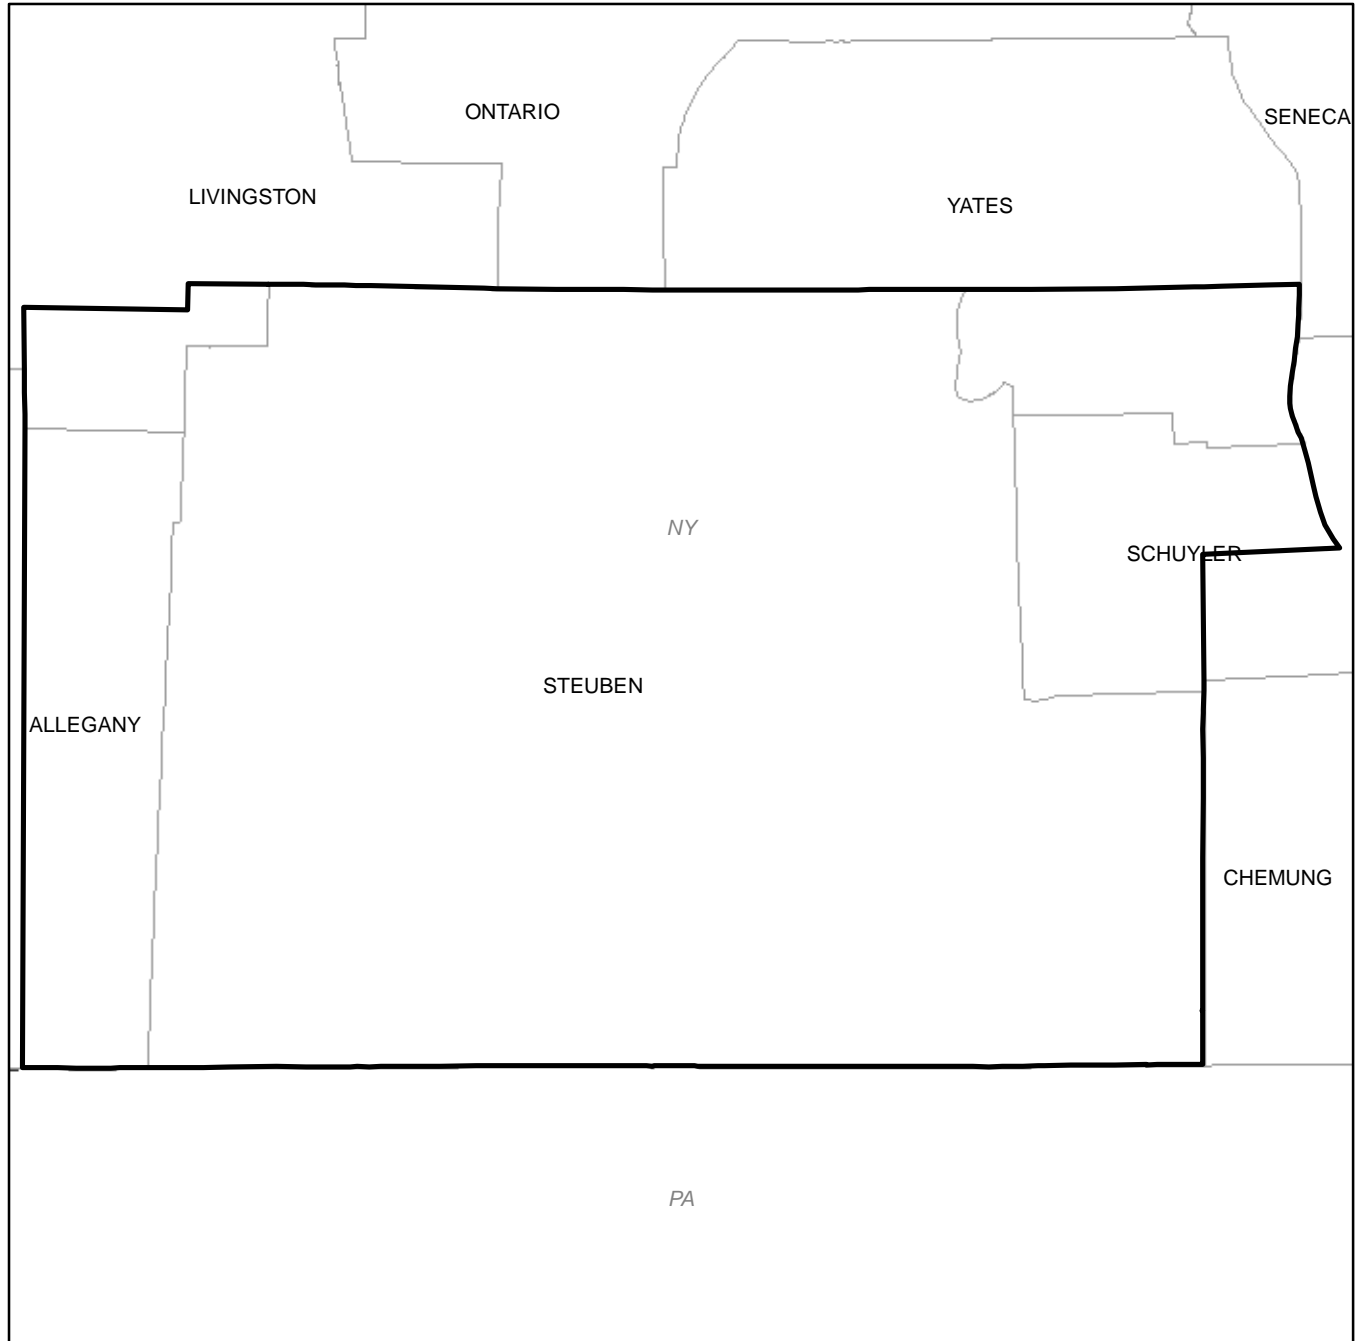 ONTARIO
SENECA
LIVINGSTON
YATES
NY
SCHUYLER
STEUBEN
ALLEGANY
CHEMUNG
PA